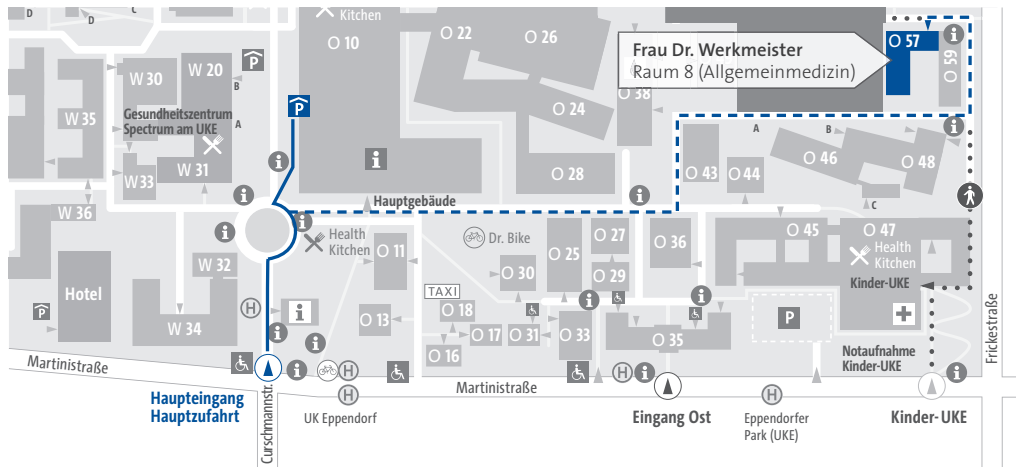 D
D
C
Kitchen
O 10
O 22
O 26
O 57
O 59
W 30
W 20
P
B
Frau Dr. Werkmeister
Raum 8 (Allgemeinmedizin)
O 24
O 38
P
Gesundheitszentrum
Spectrum am UKE
A
W 35
W 31
W 33
i
O 28
O 43
O 44
A
B
O 46
O 48
C
W 36
Hauptgebäude
Health
Kitchen
O 11
Dr. Bike
O 25
O 27
O 36
O 45
O 47
Health
Kitchen
W 32
O 30
O 29
Kinder-UKE
Hotel
P
H
i
TAXI
O 18
O 13
O 17
O 31
O 33
O 16
O 35
P
W 34
Notaufnahme
Kinder-UKE
Frickestraße
Martinistraße
Martinistraße
H
H
H
H
Haupteingang
Hauptzufahrt
Curschmannstr.
UK Eppendorf
Eingang Ost
Eppendorfer
Park (UKE)
Kinder-UKE